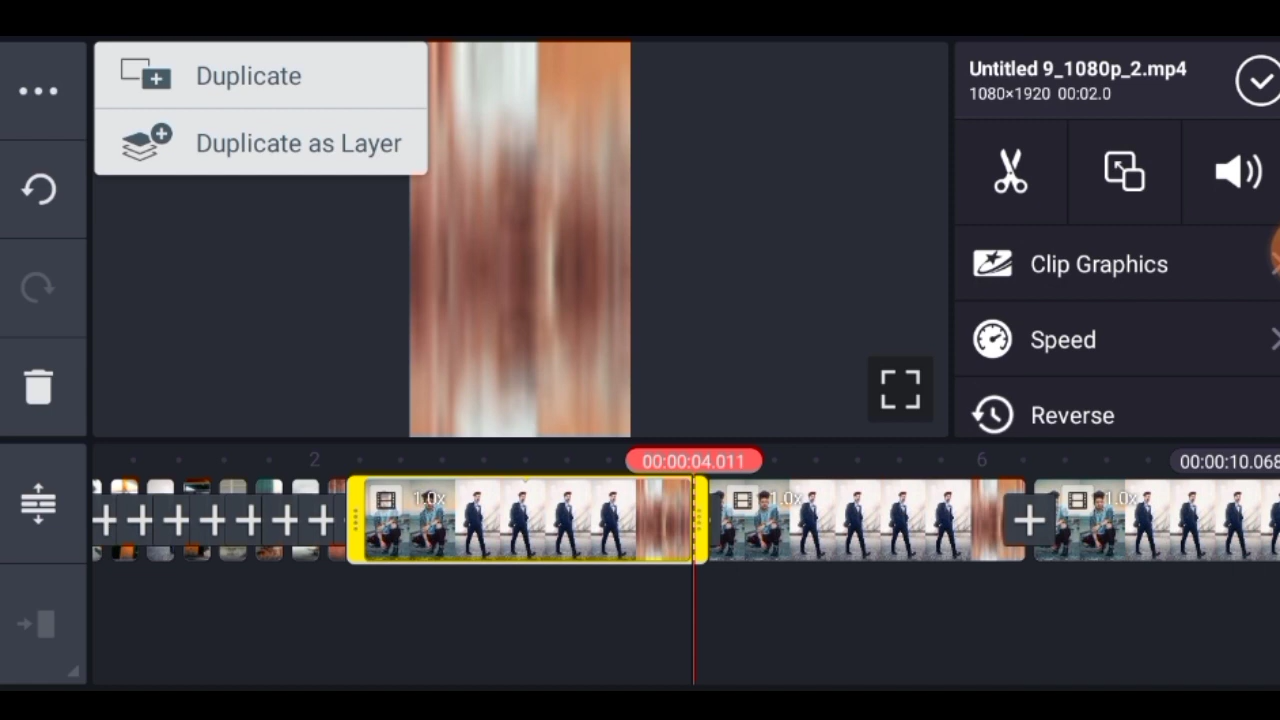 Duplicate
Duplicate as Layer
Untitled 9_1080p_2.mp4
1080×1920 00:02.0
Clip Graphics
Speed
Reverse
2
00:00:04.011
6
00:00:10.068
1.0x
1.0x
1.0x